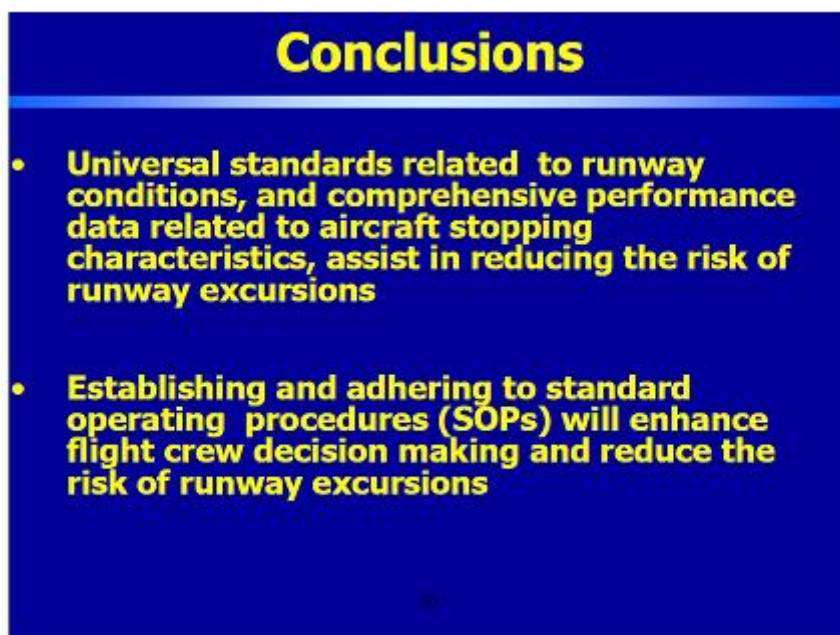 Conclusions
• Universal standards related to runway
conditions, and comprehensive performance
data related to aircraft stopping
characteristics, assist in reducing the risk of
runway excursions
• Establishing and adhering to standard
operating procedures (SOPs) will enhance
flight crew decision making and reduce the
risk of runway excursions